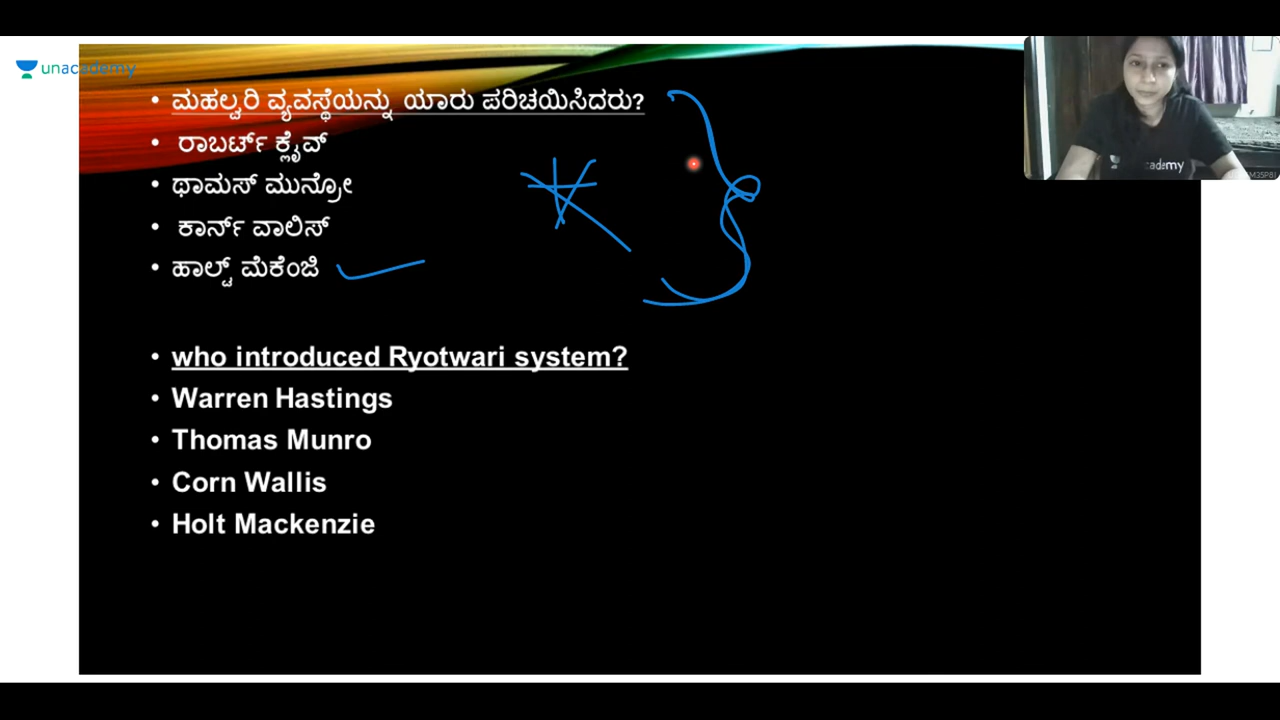 unacademy
• ಮಹಲ್ವರಿ ವ್ಯವಸ್ಥೆಯನ್ನು ಯಾರು ಪರಿಚಯಿಸಿದರು?
• ರಾಬರ್ಟ್ ಕ್ಲೈವ್
• ಥಾಮಸ್ ಮುನ್ರೋ
• ಕಾರ್ನ್ ವಾಲಿಸ್
• ಹಾಲ್ಟ್ ಮೆಕೆಂಜಿ
• who introduced Ryotwari system?
• Warren Hastings
• Thomas Munro
• Corn Wallis
• Holt Mackenzie